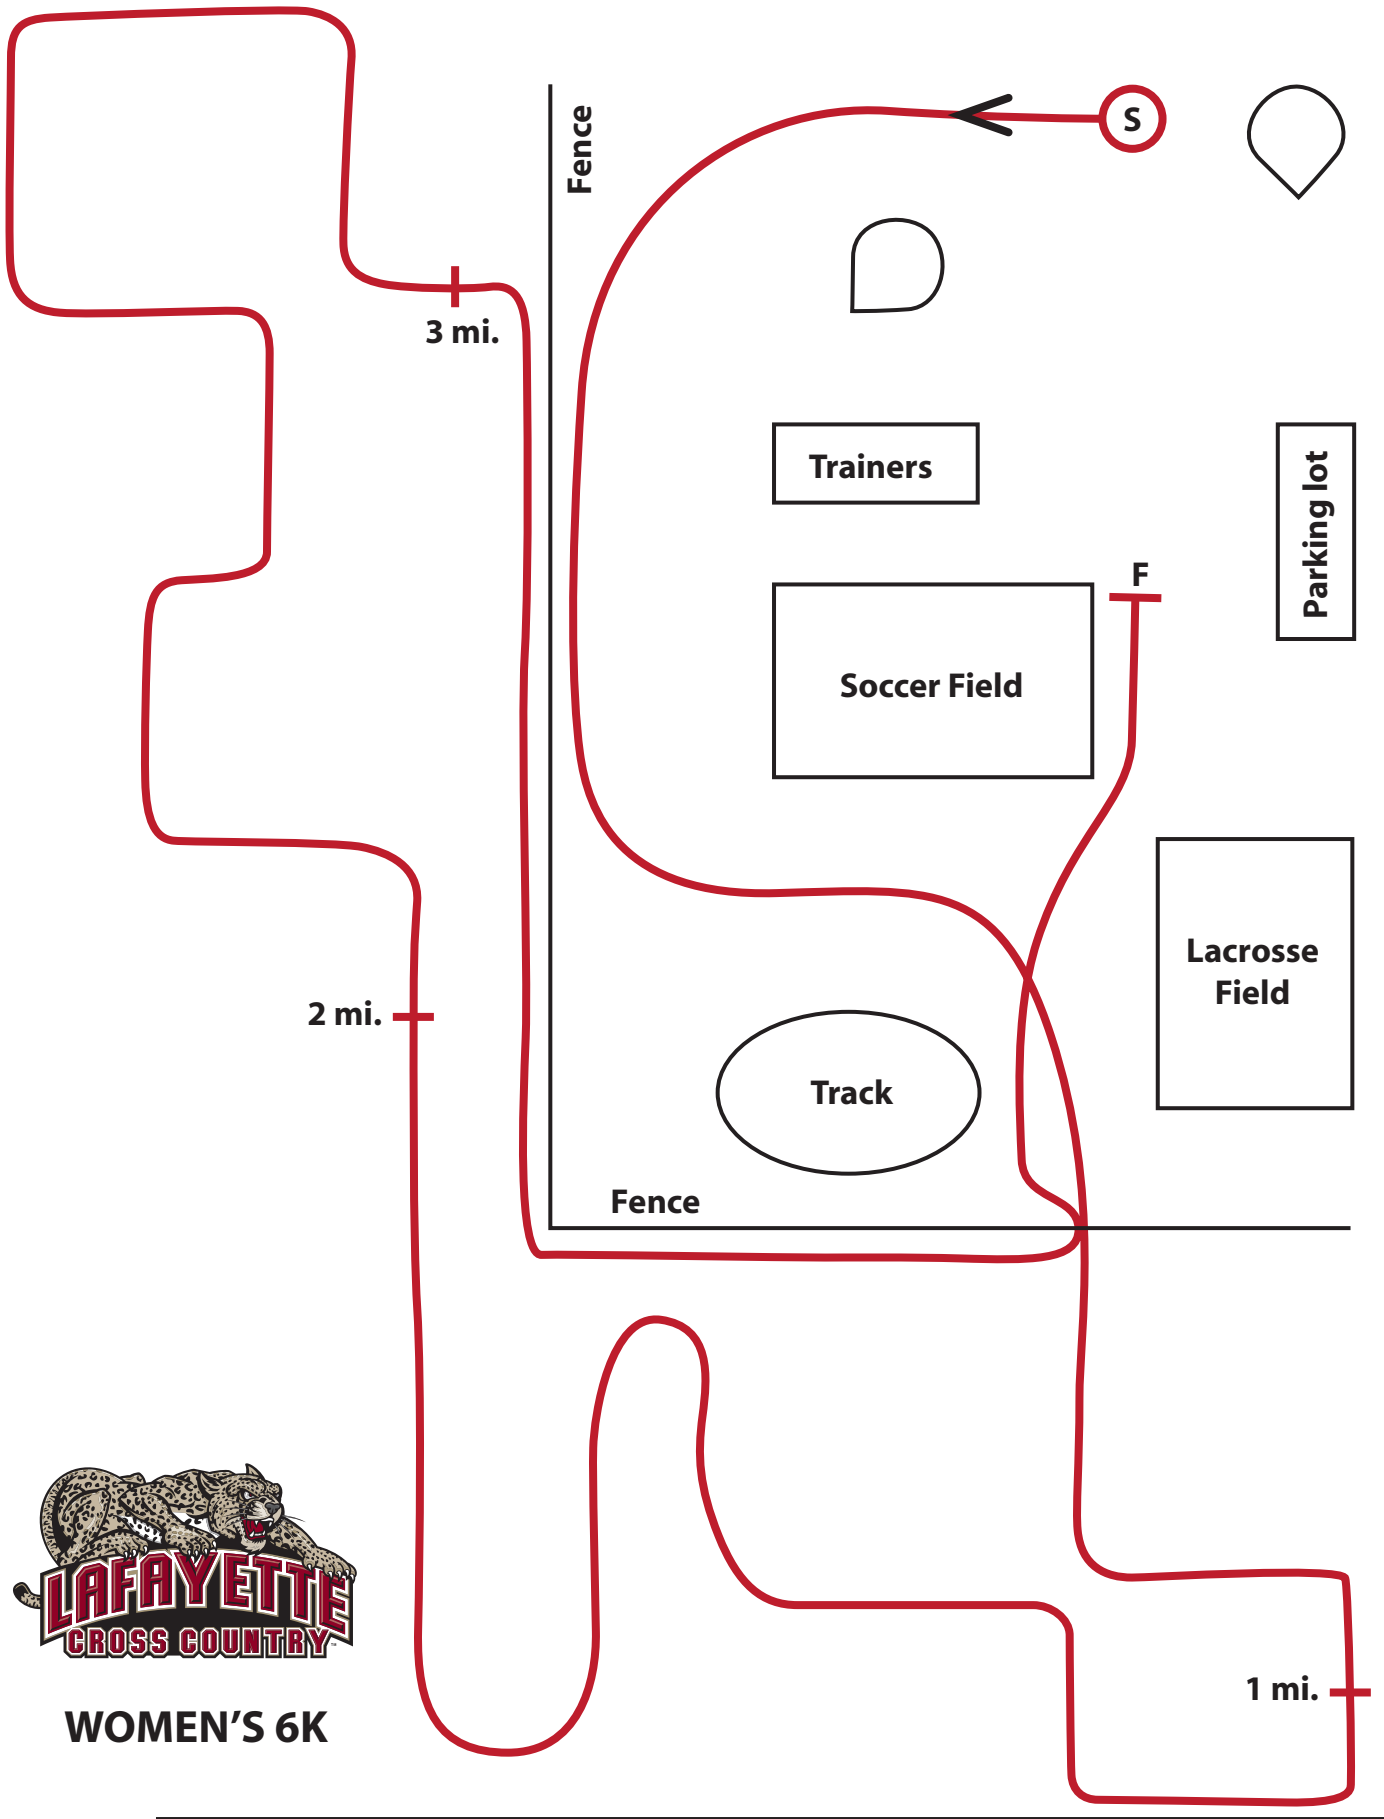 Fence
S
3 mi.
Trainers
Parking lot
F
Soccer Field
Lacrosse
Field
2 mi.
Track
Fence
LAFAYETTE
CROSS COUNTRY™
1 mi.
WOMEN’S 6K